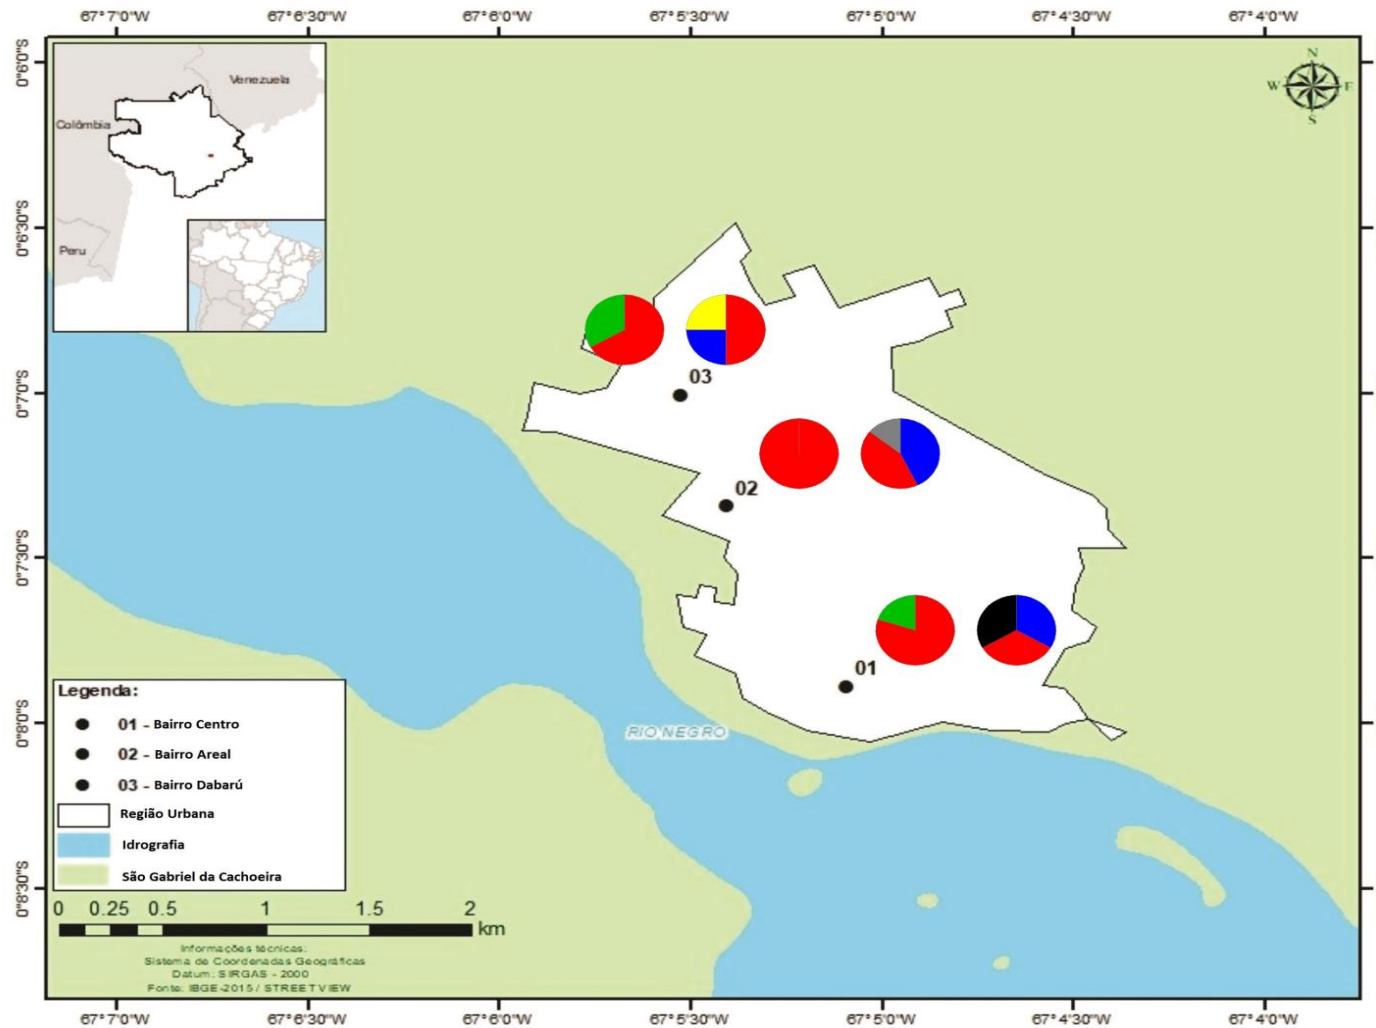 67°7'0"W 67°6'30"W 67°6'0"W 67°5'30"W 67°5'0"W 67°4'30"W 67°4'0"W
0°6'0"S
0°6'30"S
0°7'0"S
0°7'30"S
0°8'0"S
0°8'30"S
Venezuela
Colômbia
Peru
N
W E
S
03
02
01
RIO NEGRO
Legenda:
01 - Bairro Centro
02 - Bairro Areal
03 - Bairro Dabarú
Região Urbana
Idrografia
São Gabriel da Cachoeira
0 0.25 0.5 1 1.5 2
km
Informações técnicas:
Sistema de Coordenadas Geográficas
Datum: SIRGAS - 2000
Fonte: IBGE-2015 / STREETVIEW
67°7'0"W 67°6'30"W 67°6'0"W 67°5'30"W 67°5'0"W 67°4'30"W 67°4'0"W